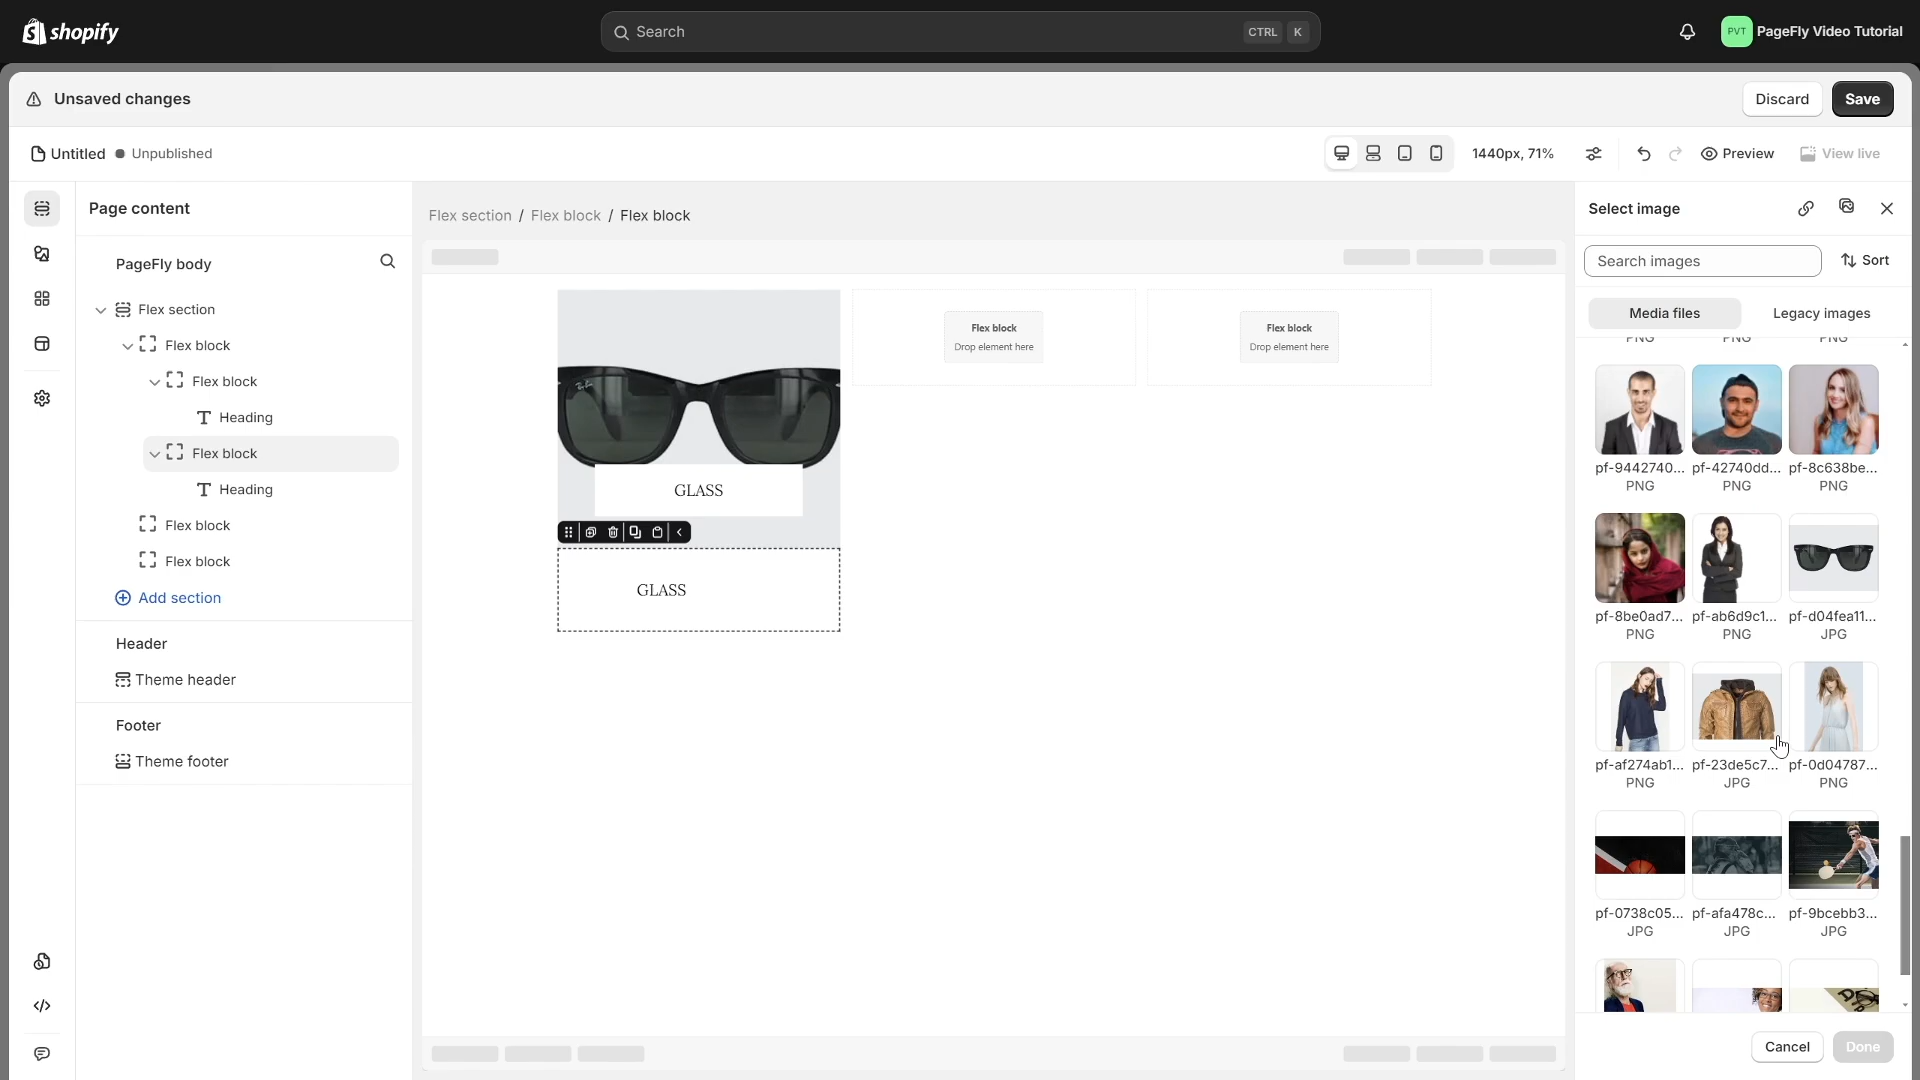 shopify
Search
CTRL K
PVT
PageFly Video Tutorial
Unsaved changes
Discard
Save
Untitled
Unpublished
1440px, 71%
Preview
View live
Page content
PageFly body
Flex section
Flex block
Flex block
Heading
Flex block
Heading
Flex block
Flex block
Add section
Header
Theme header
Footer
Theme footer
Flex section / Flex block / Flex block
Ray-Ban
GLASS
GLASS
Flex block
Drop element here
Flex block
Drop element here
Select image
Search images
Sort
Media files
Legacy images
PNG PNG PNG
pf-9442740... pf-42740dd... pf-8c638be...
PNG PNG PNG
pf-8be0ad7... pf-ab6d9c1... pf-d04fea11...
PNG PNG JPG
pf-af274ab1... pf-23de5c7... pf-0d04787...
PNG JPG PNG
pf-0738c05... pf-afa478c... pf-9bcebb3...
JPG JPG JPG
Cancel
Done